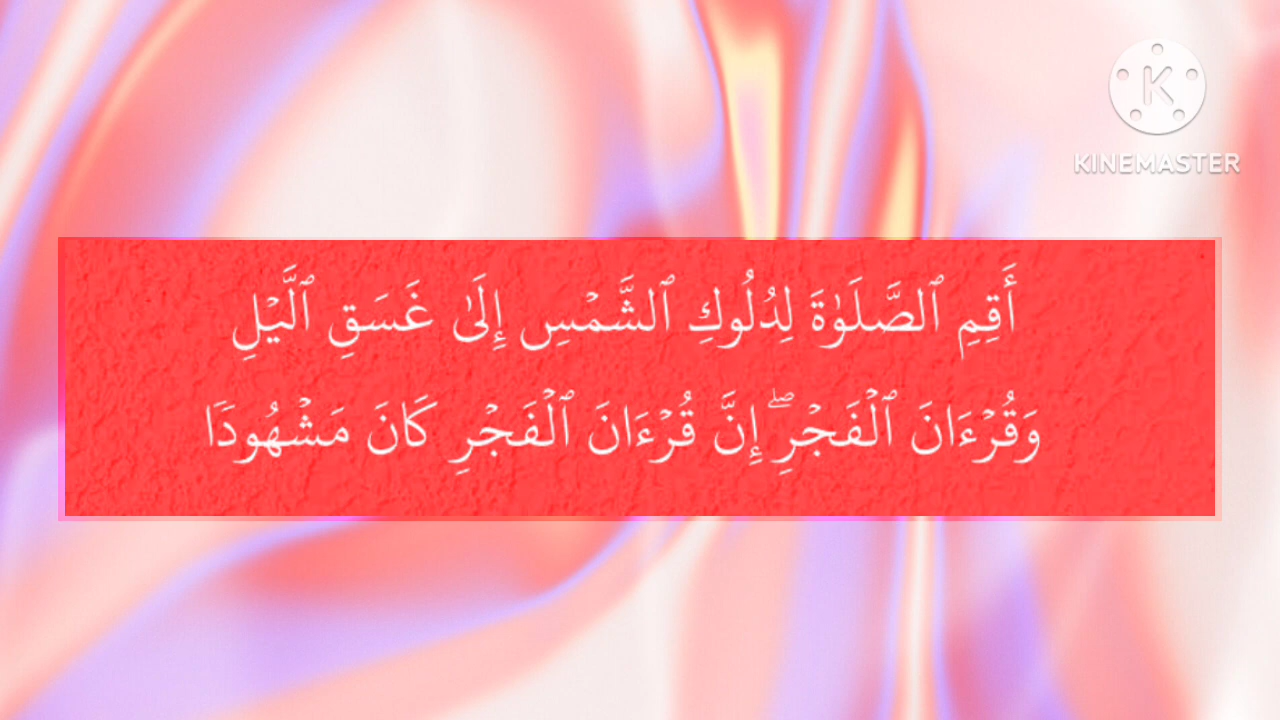 KINEMASTER
أَقِمِ ٱلصَّلَوٰةَ لِدُلُوكِ ٱلشَّمۡسِ إِلَىٰ غَسَقِ ٱلَّيۡلِ
وَقُرۡءَانَ ٱلۡفَجۡرِۖ إِنَّ قُرۡءَانَ ٱلۡفَجۡرِ كَانَ مَشۡهُودٗا